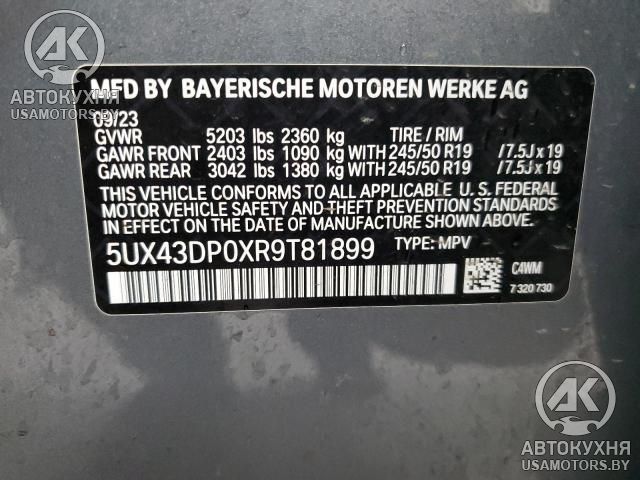 AK
АВТОКУХНЯ
USAMOTORS.BY
MFD BY BAYERISCHE MOTOREN WERKE AG
09/23
GVWR 5203 lbs 2360 kg TIRE / RIM
GAWR FRONT 2403 lbs 1090 kg WITH 245/50 R19 /7.5J x 19
GAWR REAR 3042 lbs 1380 kg WITH 245/50 R19 /7.5J x 19
THIS VEHICLE CONFORMS TO ALL APPLICABLE U. S. FEDERAL
MOTOR VEHICLE SAFETY AND THEFT PREVENTION STANDARDS
IN EFFECT ON THE DATE OF MANUFACTURE SHOWN ABOVE.
5UX43DP0XR9T81899 TYPE: MPV
C4WM
7 320 730
AK
АВТОКУХНЯ
USAMOTORS.BY